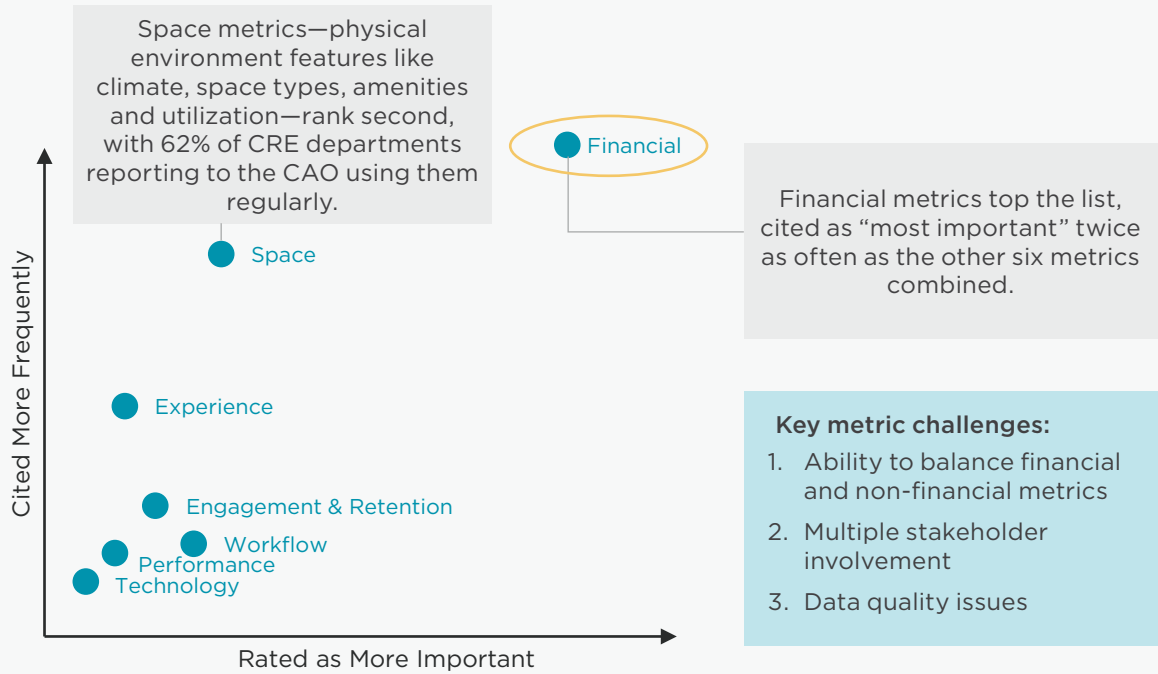 Space metrics—physical
environment features like
climate, space types, amenities
and utilization—rank second,
with 62% of CRE departments
reporting to the CAO using them
regularly.
Financial
Financial metrics top the list,
cited as “most important” twice
as often as the other six metrics
combined.
Space
Experience
Engagement & Retention
Workflow
Performance
Technology
Cited More Frequently
Rated as More Important
Key metric challenges:
1. Ability to balance financial
and non-financial metrics
2. Multiple stakeholder
involvement
3. Data quality issues